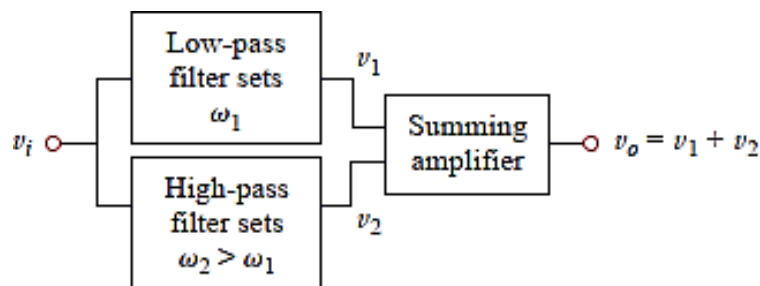 Low-pass
filter sets
ω₁
v₁
vᵢ
Summing
amplifier
vₒ = v₁ + v₂
High-pass
filter sets
ω₂ > ω₁
v₂